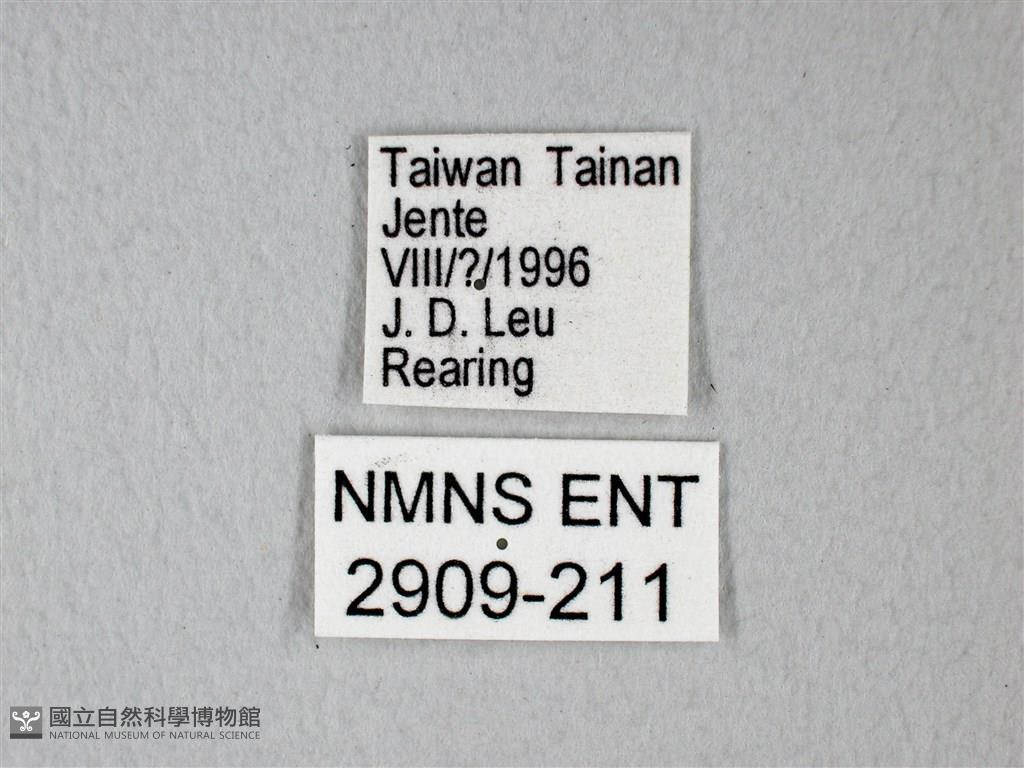 Taiwan Tainan
Jente
VIII/?/1996
J. D. Leu
Rearing
NMNS ENT
2909-211
國立自然科學博物館
NATIONAL MUSEUM OF NATURAL SCIENCE